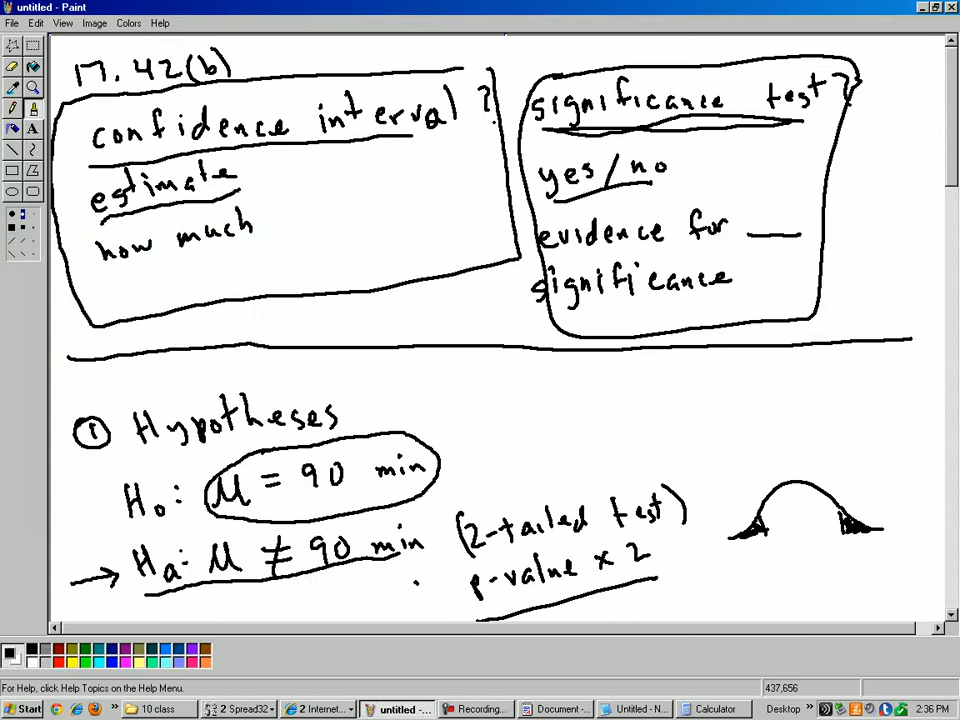 untitled - Paint
File Edit View Image Colors Help
17.42(b)
confidence interval ?
estimate
how much
significance test ?
yes/no
evidence for ___
significance
① Hypotheses
H₀: μ = 90 min
→ Hₐ: μ ≠ 90 min
(2-tailed test)
p-value × 2
For Help, click Help Topics on the Help Menu.
437,656
Start
»
10 class
2 Spread32
2 Internet...
untitled -...
Recording...
Document -...
Untitled - N...
Calculator
Desktop »
2:36 PM